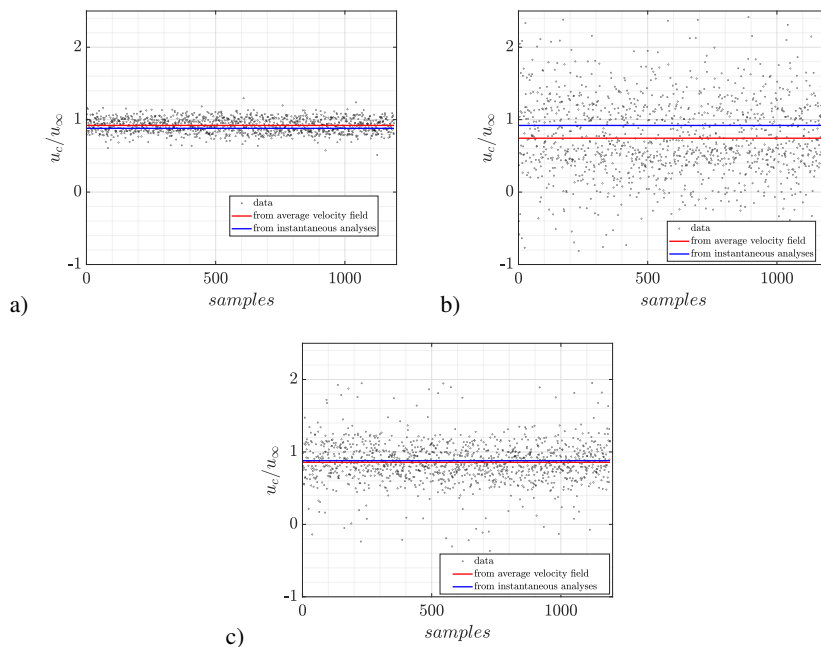 2
1
0
-1
u_c/u_∞
0 500 1000
samples
data
from average velocity field
from instantaneous analyses
a)
2
1
0
-1
u_c/u_∞
0 500 1000
samples
data
from average velocity field
from instantaneous analyses
b)
2
1
0
-1
u_c/u_∞
0 500 1000
samples
data
from average velocity field
from instantaneous analyses
c)